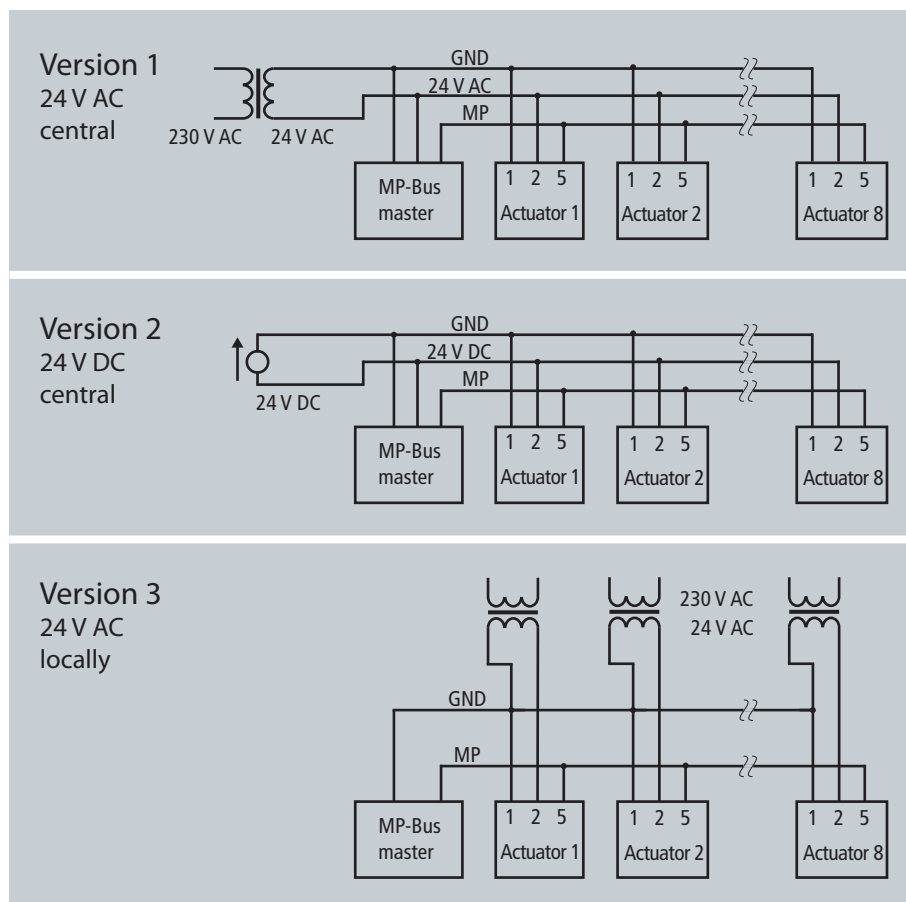 Version 1
24 V AC
central
230 V AC 24 V AC
GND
24 V AC
MP
MP-Bus
master
1 2 5
Actuator 1
1 2 5
Actuator 2
1 2 5
Actuator 8
Version 2
24 V DC
central
24 V DC
GND
24 V DC
MP
MP-Bus
master
1 2 5
Actuator 1
1 2 5
Actuator 2
1 2 5
Actuator 8
Version 3
24 V AC
locally
230 V AC
24 V AC
GND
MP
MP-Bus
master
1 2 5
Actuator 1
1 2 5
Actuator 2
1 2 5
Actuator 8